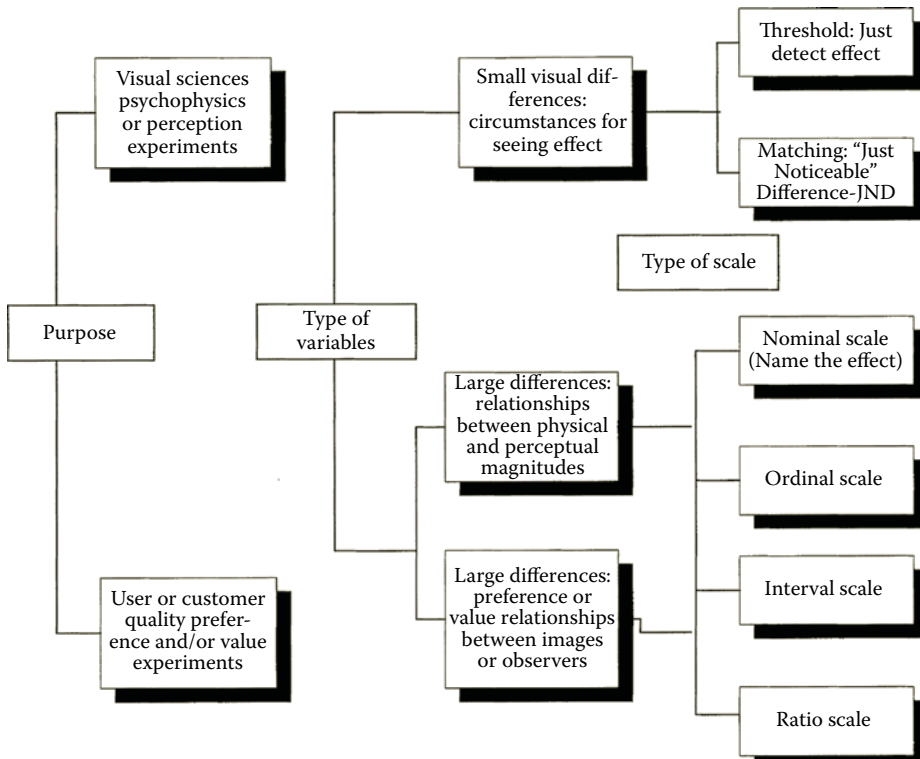 Visual sciences
psychophysics
or perception
experiments
Purpose
User or customer
quality prefer-
ence and/or value
experiments
Small visual dif-
ferences:
circumstances for
seeing effect
Type of
variables
Large differences:
relationships
between physical
and perceptual
magnitudes
Large differences:
preference or
value relationships
between images
or observers
Threshold: Just
detect effect
Matching: “Just
Noticeable”
Difference-JND
Type of scale
Nominal scale
(Name the effect)
Ordinal scale
Interval scale
Ratio scale